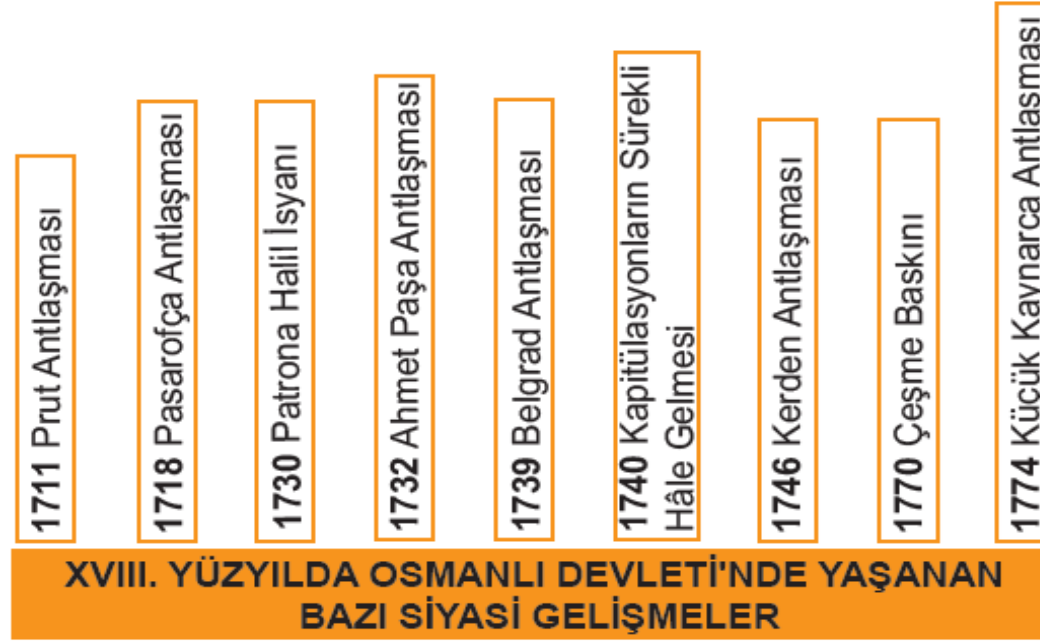 1711 Prut Antlaşması
1718 Pasarofça Antlaşması
1730 Patrona Halil İsyanı
1732 Ahmet Paşa Antlaşması
1739 Belgrad Antlaşması
1740 Kapitülasyonların Sürekli
Hâle Gelmesi
1746 Kerden Antlaşması
1770 Çeşme Baskını
1774 Küçük Kaynarca Antlaşması
XVIII. YÜZYILDA OSMANLI DEVLETİ'NDE YAŞANAN
BAZI SİYASİ GELİŞMELER